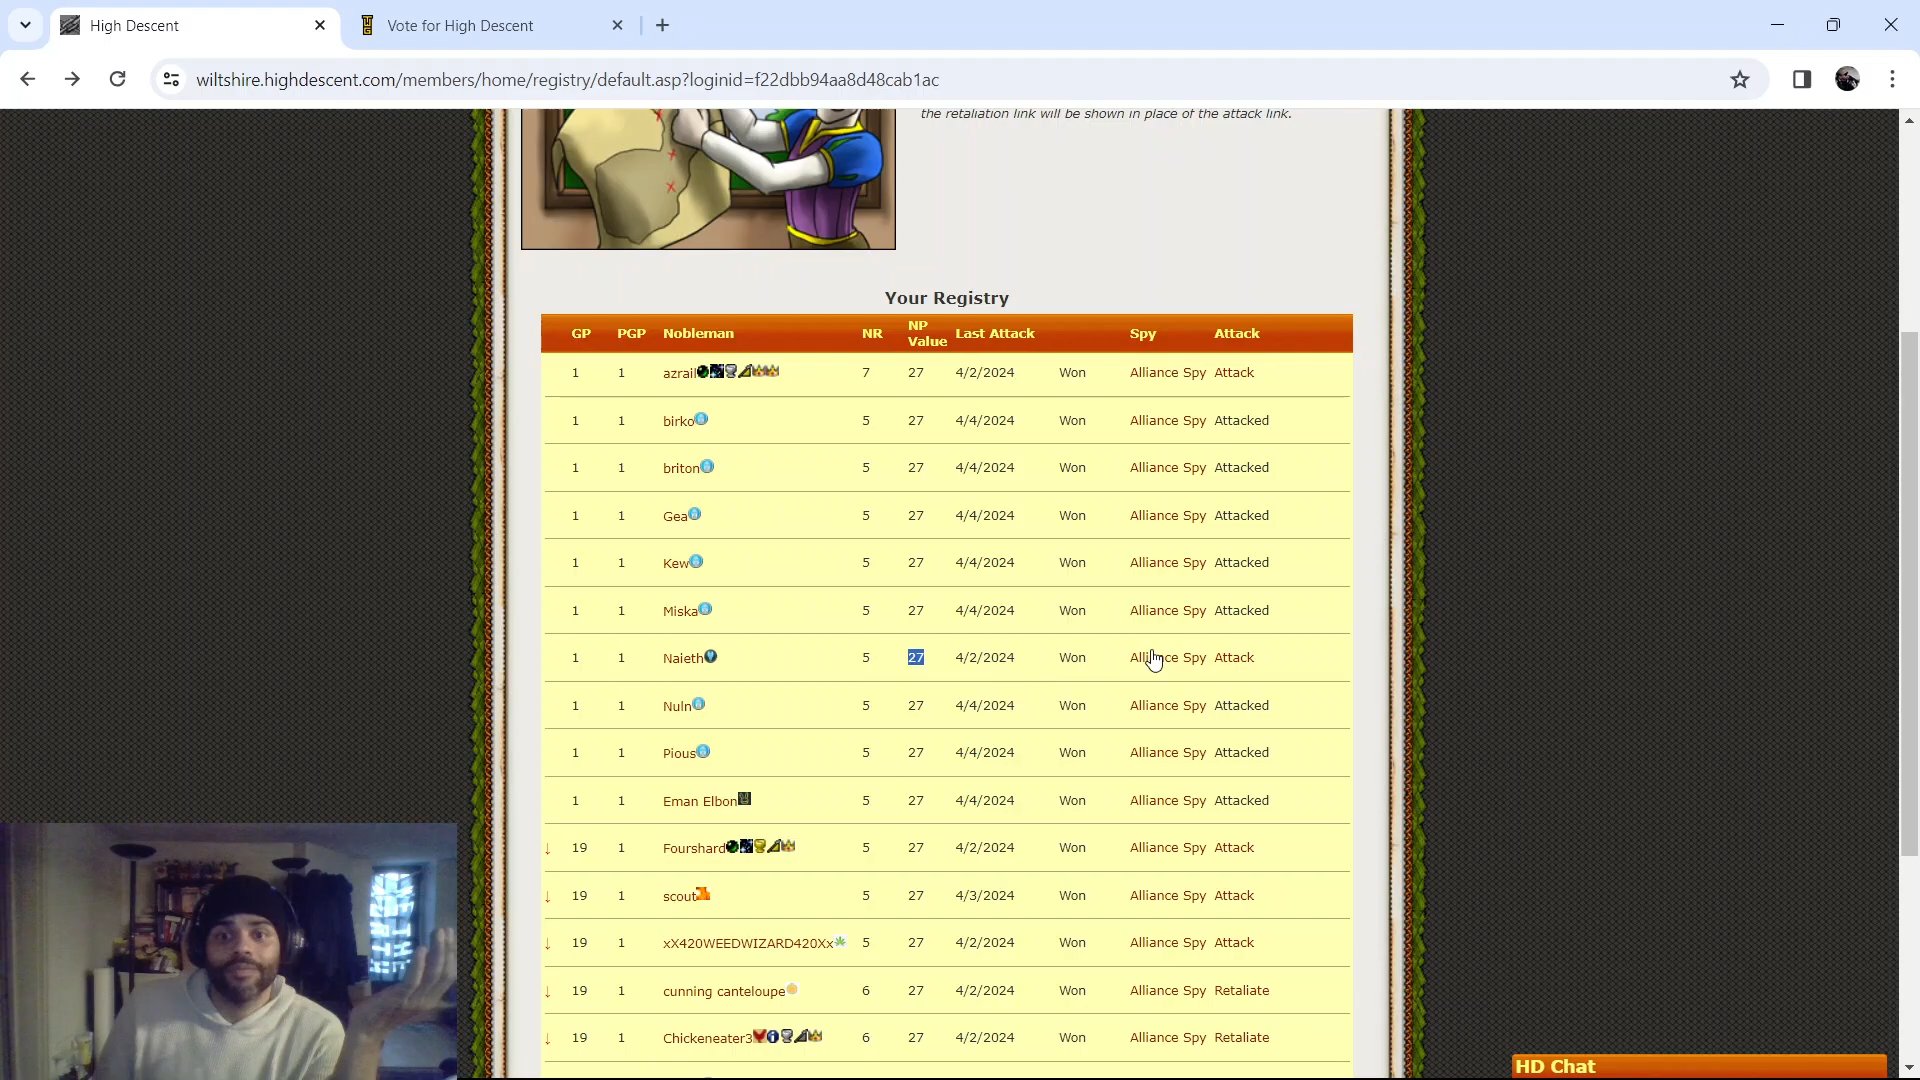 High Descent
Vote for High Descent
wiltshire.highdescent.com/members/home/registry/default.asp?loginid=f22dbb94aa8d48cab1ac
the retaliation link will be shown in place of the attack link.
Your Registry
GP PGP Nobleman NR NP Value Last Attack Spy Attack
1 1 azrail 7 27 4/2/2024 Won Alliance Spy Attack
1 1 birko 5 27 4/4/2024 Won Alliance Spy Attacked
1 1 briton 5 27 4/4/2024 Won Alliance Spy Attacked
1 1 Gea 5 27 4/4/2024 Won Alliance Spy Attacked
1 1 Kew 5 27 4/4/2024 Won Alliance Spy Attacked
1 1 Miska 5 27 4/4/2024 Won Alliance Spy Attacked
1 1 Naieth 5 27 4/2/2024 Won Alliance Spy Attack
1 1 Nuln 5 27 4/4/2024 Won Alliance Spy Attacked
1 1 Pious 5 27 4/4/2024 Won Alliance Spy Attacked
1 1 Eman Elbon 5 27 4/4/2024 Won Alliance Spy Attacked
↓ 19 1 Fourshard 5 27 4/2/2024 Won Alliance Spy Attack
↓ 19 1 scout 5 27 4/3/2024 Won Alliance Spy Attack
↓ 19 1 xX420WEEDWIZARD420Xx 5 27 4/2/2024 Won Alliance Spy Attack
↓ 19 1 cunning canteloupe 6 27 4/2/2024 Won Alliance Spy Retaliate
↓ 19 1 Chickeneater3 6 27 4/2/2024 Won Alliance Spy Retaliate
HD Chat